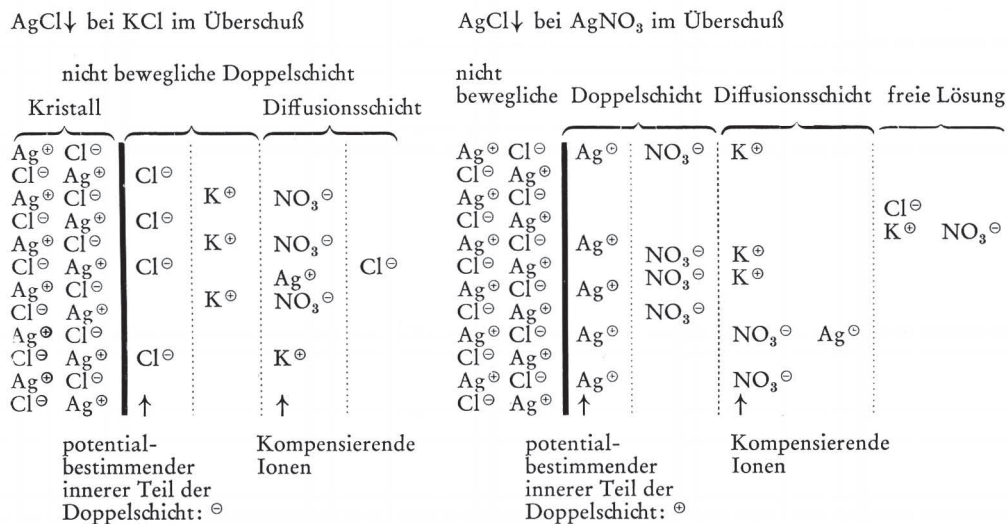 AgCl↓ bei KCl im Überschuß
nicht bewegliche Doppelschicht
Kristall Diffusionsschicht
Ag⊕ Cl⊖
Cl⊖ Ag⊕ Cl⊖
Ag⊕ Cl⊖ K⊕ NO₃⊖
Cl⊖ Ag⊕ Cl⊖
Ag⊕ Cl⊖ K⊕ NO₃⊖
Cl⊖ Ag⊕ Cl⊖ Ag⊕ Cl⊖
Ag⊕ Cl⊖ K⊕ NO₃⊖
Cl⊖ Ag⊕
Ag⊕ Cl⊖
Cl⊖ Ag⊕ Cl⊖ K⊕
Ag⊕ Cl⊖
Cl⊖ Ag⊕ ↑ ↑
potential-
bestimmender
innerer Teil der
Doppelschicht: ⊖
Kompensierende
Ionen
AgCl↓ bei AgNO₃ im Überschuß
nicht
bewegliche Doppelschicht Diffusionsschicht freie Lösung
Ag⊕ Cl⊖ Ag⊕ NO₃⊖ K⊕
Cl⊖ Ag⊕
Ag⊕ Cl⊖ Cl⊖
Cl⊖ Ag⊕ K⊕ NO₃⊖
Ag⊕ Cl⊖ Ag⊕ NO₃⊖ K⊕
Cl⊖ Ag⊕ NO₃⊖ K⊕
Ag⊕ Cl⊖ Ag⊕
Cl⊖ Ag⊕ NO₃⊖
Ag⊕ Cl⊖ Ag⊕ NO₃⊖ Ag⊙
Cl⊖ Ag⊕
Ag⊕ Cl⊖ Ag⊕ NO₃⊖
Cl⊖ Ag⊕ ↑ ↑
potential-
bestimmender
innerer Teil der
Doppelschicht: ⊕
Kompensierende
Ionen